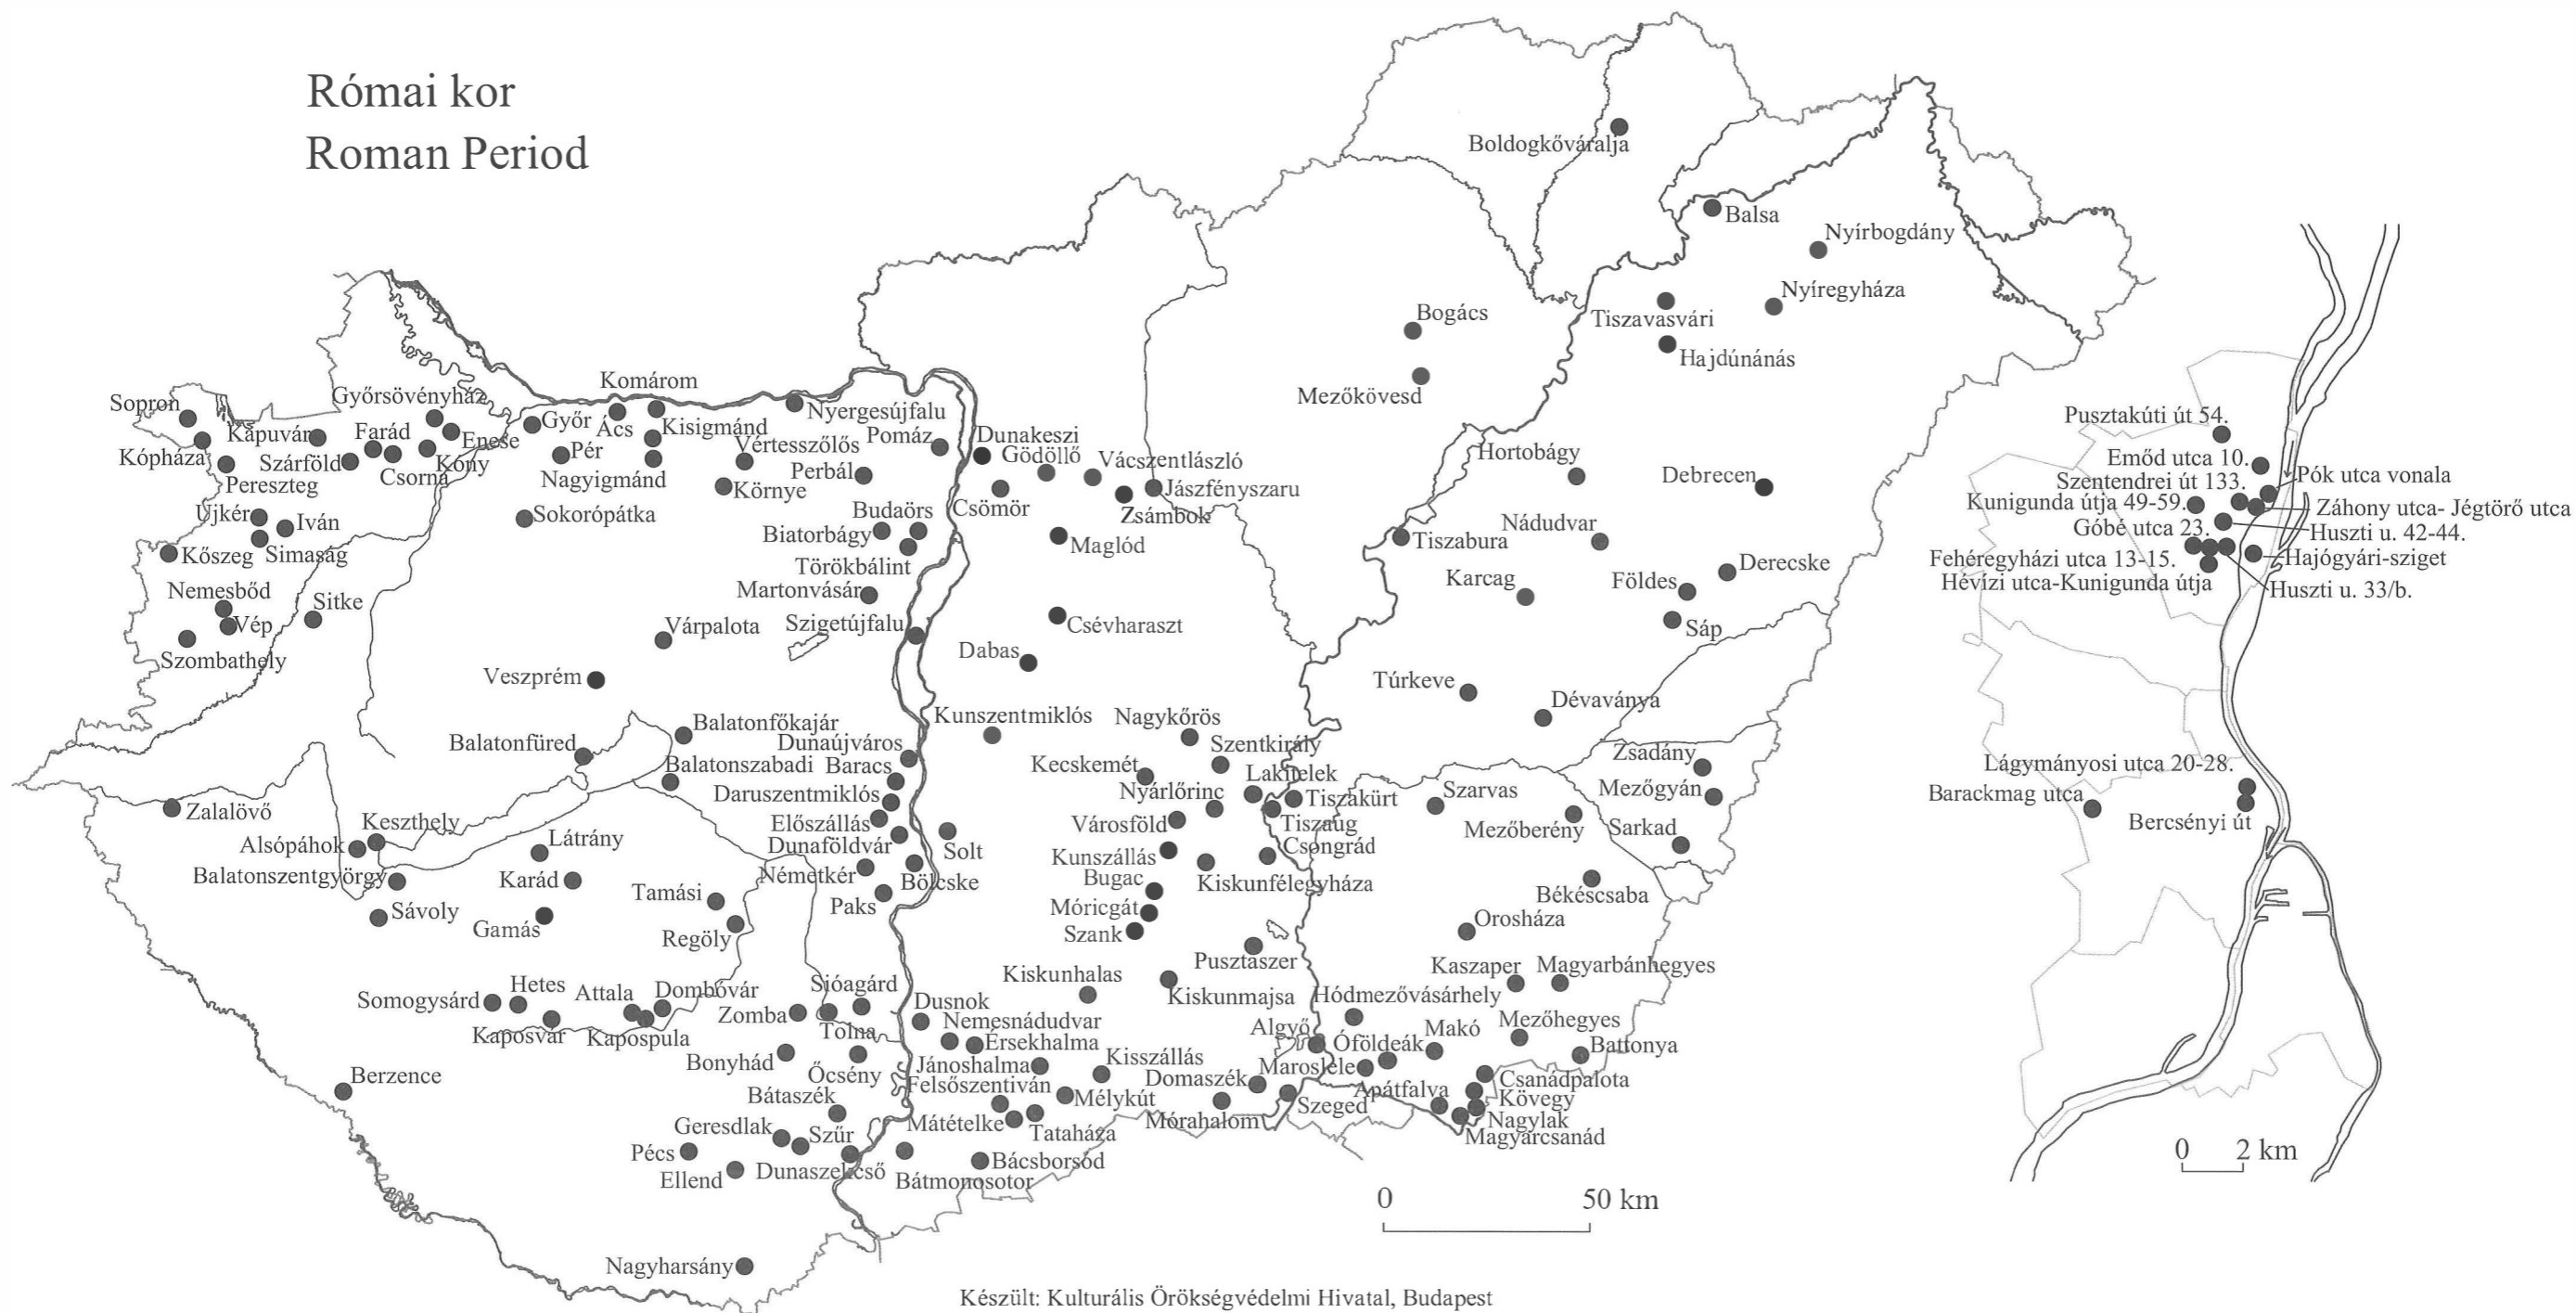 Római kor
Roman Period
Boldogkőváralja
Balsa
Nyírbogdány
Nyíregyháza
Tiszavasvári
Hajdúnánás
Bogács
Mezőkövesd
Komárom
Győrsövényház
Sopron
Kapuvár
Farád
Enese
Győr
Ács
Kisigmánd
Nyergesújfalu
Pomáz
Dunakeszi
Kópháza
Szárföld
Csorna
Kóny
Pér
Vértesszőlős
Gödöllő
Vácszentlászló
Pereszteg
Nagyigmánd
Környe
Perbál
Csömör
Jászfényszaru
Zsámbok
Hortobágy
Debrecen
Újkér
Iván
Sokorópátka
Budaörs
Biatorbágy
Maglód
Nádudvar
Tiszabura
Kőszeg
Simaság
Törökbálint
Derecske
Nemesbőd
Sitke
Martonvásár
Karcag
Földes
Vép
Várpalota
Szigetújfalu
Csévharaszt
Sáp
Szombathely
Dabas
Veszprém
Túrkeve
Dévaványa
Balatonfőkajár
Kunszentmiklós
Nagykőrös
Balatonfüred
Dunaújváros
Szentkirály
Zsadány
Balatonszabadi
Baracs
Kecskemét
Lakitelek
Mezőgyán
Daruszentmiklós
Nyárlőrinc
Tiszakürt
Szarvas
Zalalövő
Előszállás
Városföld
Tiszaug
Mezőberény
Sarkad
Keszthely
Látrány
Alsópáhok
Dunaföldvár
Solt
Kunszállás
Csongrád
Balatonszentgyörgy
Karád
Németkér
Bölcske
Bugac
Kiskunfélegyháza
Békéscsaba
Tamási
Paks
Móricgát
Sávoly
Gamás
Regöly
Szank
Orosháza
Pusztaszer
Kaszaper
Magyarbánhegyes
Kiskunhalas
Kiskunmajsa
Hódmezővásárhely
Somogysárd
Hetes
Attala
Dombóvár
Sióagárd
Zomba
Tolna
Dusnok
Kaposvár
Kapospula
Nemesnádudvar
Érsekhalma
Algyő
Óföldeák
Makó
Mezőhegyes
Battonya
Bonyhád
Őcsény
Jánoshalma
Kisszállás
Maroslele
Berzence
Felsőszentiván
Domaszék
Apátfalva
Csanádpalota
Bátaszék
Mélykút
Szeged
Kövegy
Geresdlak
Szűr
Mátételke
Tataháza
Mórahalom
Nagylak
Magyarcsanád
Pécs
Dunaszekcső
Bácsborsód
Ellend
Bátmonosotor
Nagyharsány
0 50 km
Pusztakúti út 54.
Emőd utca 10.
Pók utca vonala
Szentendrei út 133.
Kunigunda útja 49-59.
Záhony utca- Jégtörő utca
Góbé utca 23.
Huszti u. 42-44.
Fehéregyházi utca 13-15.
Hajógyári-sziget
Hévízi utca-Kunigunda útja
Huszti u. 33/b.
Lágymányosi utca 20-28.
Barackmag utca
Bercsényi út
0 2 km
Készült: Kulturális Örökségvédelmi Hivatal, Budapest